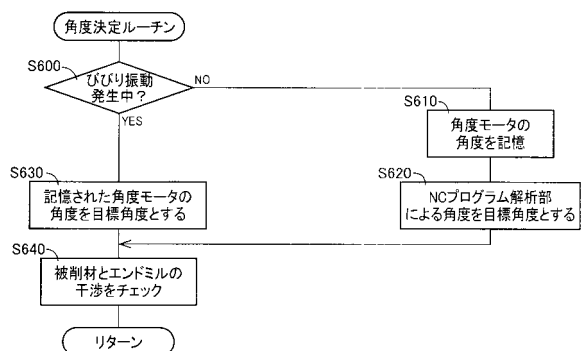 角度決定ルーチン
S600
びびり振動
発生中？
NO
YES
S610
角度モータの
角度を記憶
S620
NCプログラム解析部
による角度を目標角度とする
S630
記憶された角度モータの
角度を目標角度とする
S640
被削材とエンドミルの
干渉をチェック
リターン